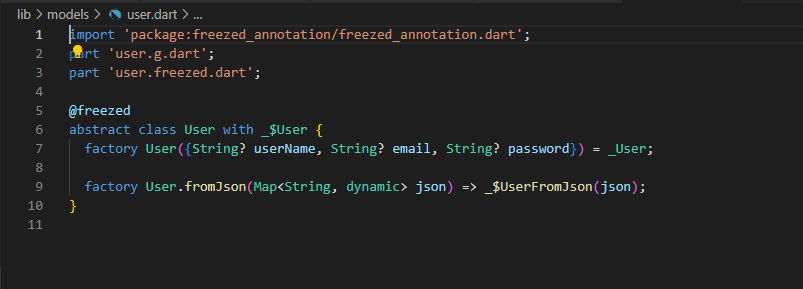 lib > models > user.dart > ...
1 import 'package:freezed_annotation/freezed_annotation.dart';
2 part 'user.g.dart';
3 part 'user.freezed.dart';
4
5 @freezed
6 abstract class User with _$User {
7   factory User({String? userName, String? email, String? password}) = _User;
8
9   factory User.fromJson(Map<String, dynamic> json) => _$UserFromJson(json);
10 }
11